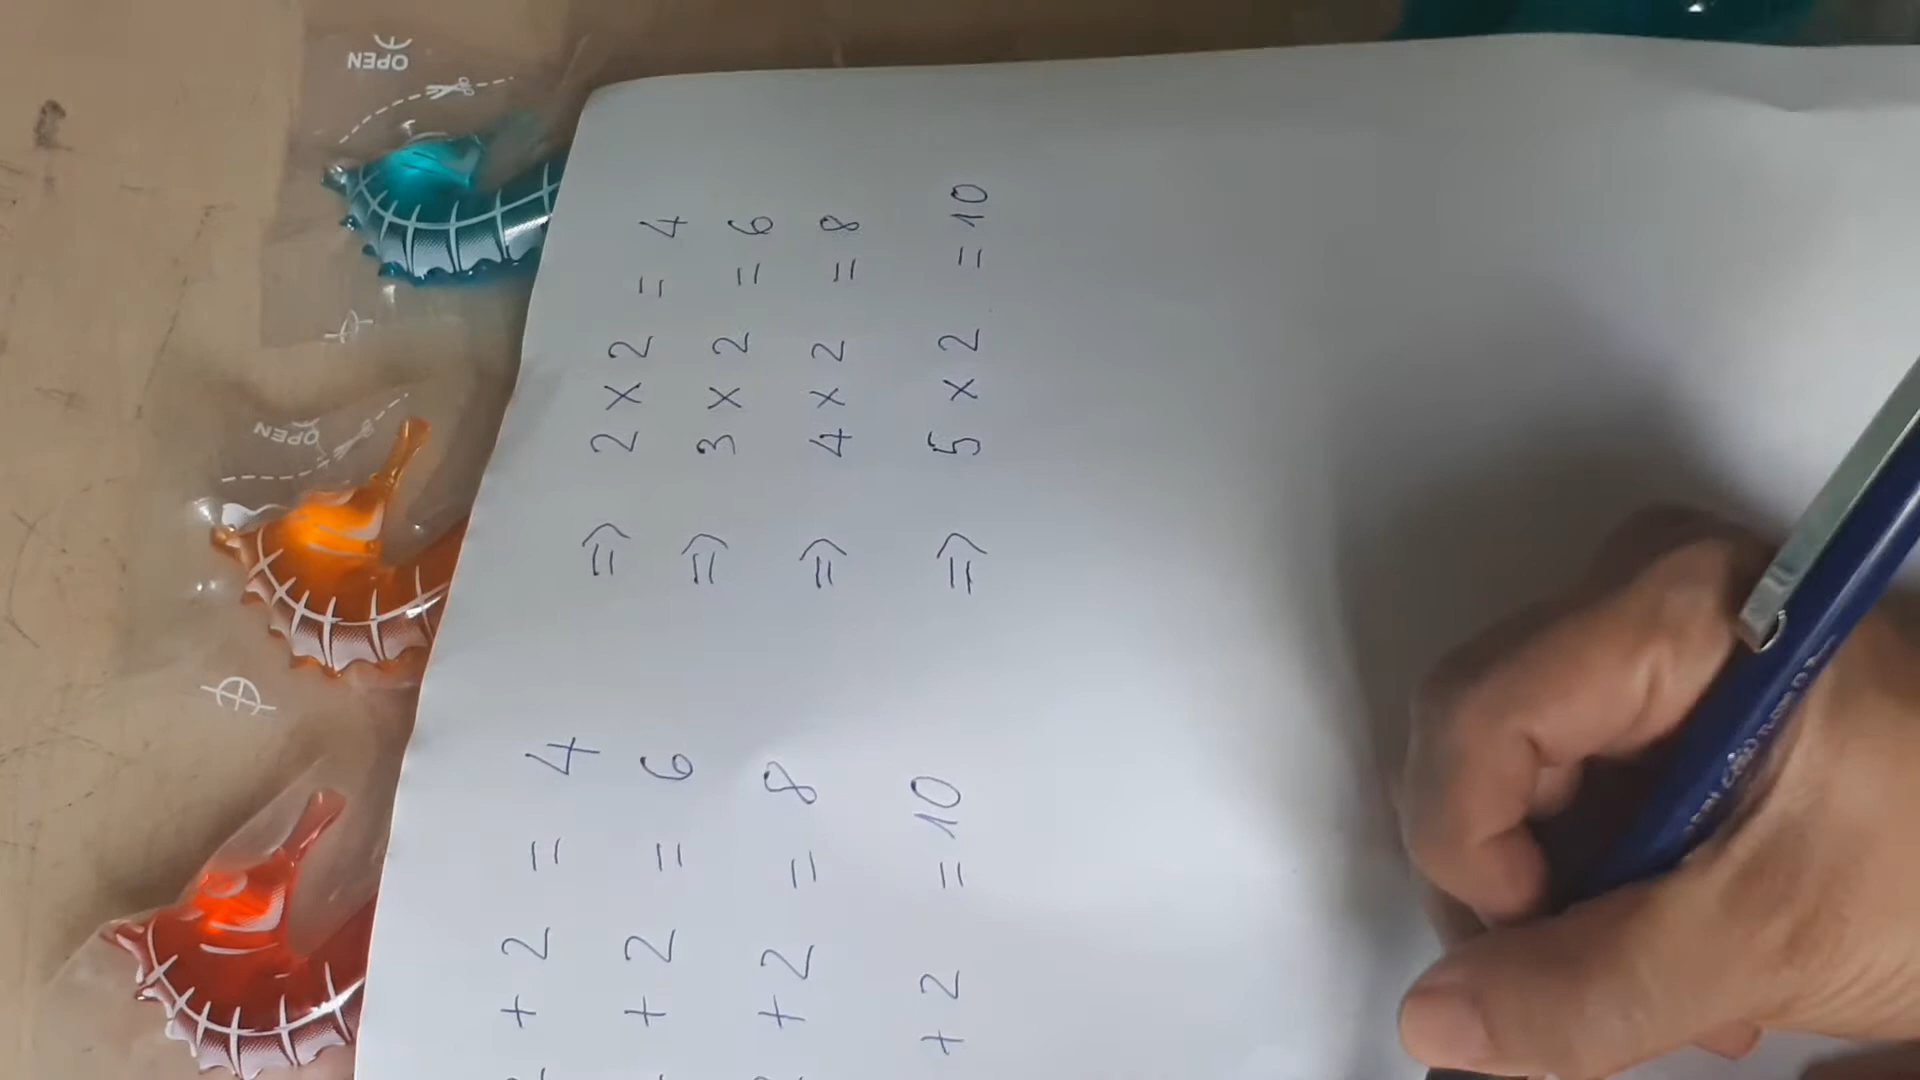 + 2 = 4 ⇒ 2 × 2 = 4
+ 2 = 6 ⇒ 3 × 2 = 6
+ 2 = 8 ⇒ 4 × 2 = 8
+ 2 = 10 ⇒ 5 × 2 = 10
OPEN
OPEN